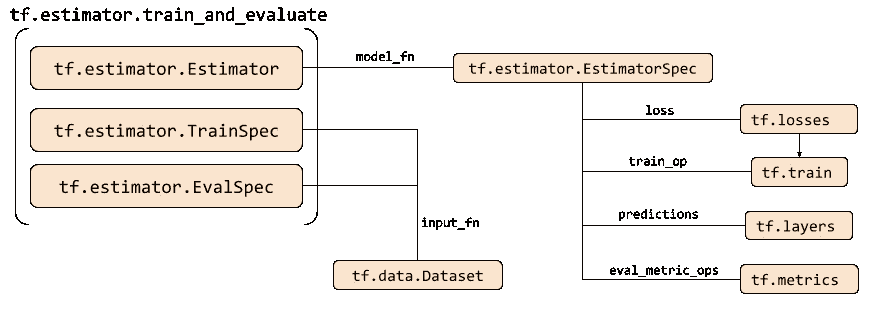 tf.estimator.train_and_evaluate
tf.estimator.Estimator
model_fn
tf.estimator.EstimatorSpec
tf.estimator.TrainSpec
tf.estimator.EvalSpec
input_fn
tf.data.Dataset
loss
tf.losses
train_op
tf.train
predictions
tf.layers
eval_metric_ops
tf.metrics